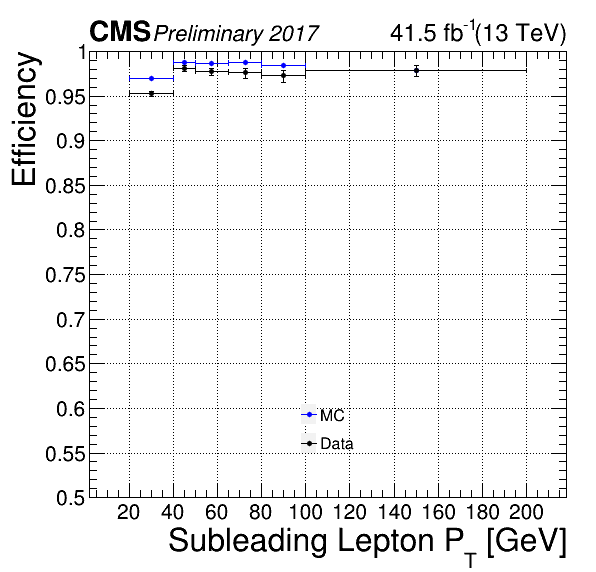 CMS Preliminary 2017 41.5 fb⁻¹(13 TeV)
Efficiency
1
0.95
0.9
0.85
0.8
0.75
0.7
0.65
0.6
0.55
0.5
MC
Data
20 40 60 80 100 120 140 160 180 200
Subleading Lepton P_T [GeV]